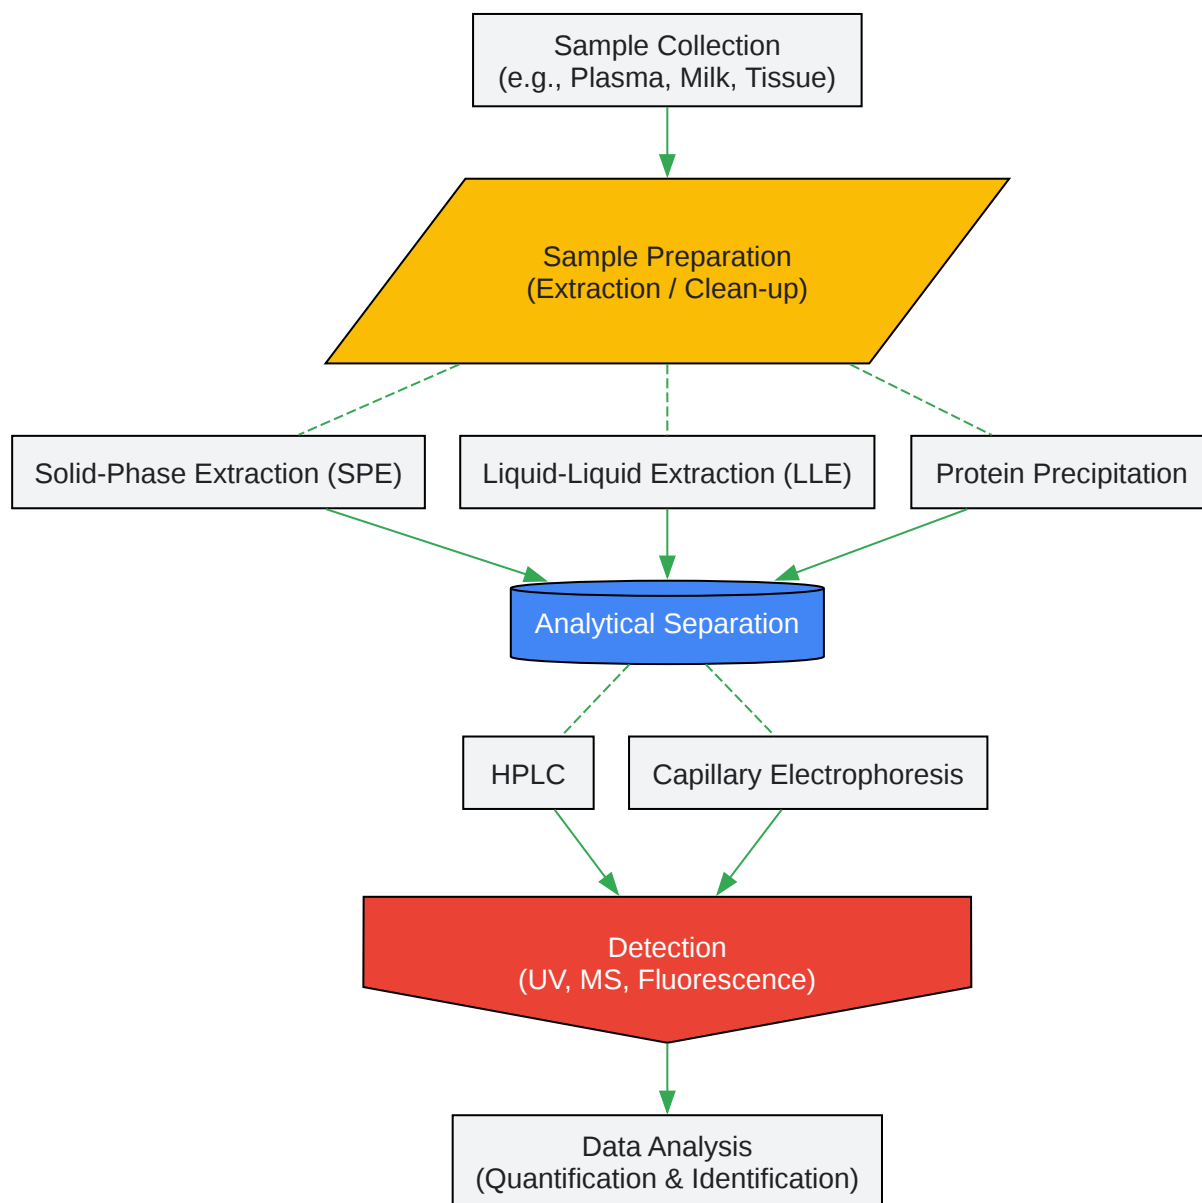 Sample Collection
(e.g., Plasma, Milk, Tissue)
Sample Preparation
(Extraction / Clean-up)
Solid-Phase Extraction (SPE)
Liquid-Liquid Extraction (LLE)
Protein Precipitation
Analytical Separation
HPLC
Capillary Electrophoresis
Detection
(UV, MS, Fluorescence)
Data Analysis
(Quantification & Identification)